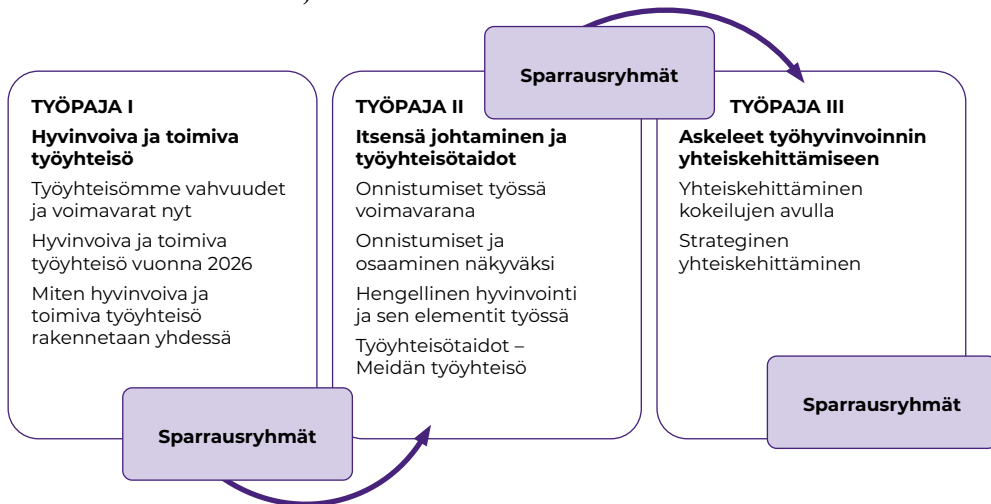 TYÖPAJA I
Hyvinvoiva ja toimiva
työyhteisö
Työyhteisömme vahvuudet
ja voimavarat nyt
Hyvinvoiva ja toimiva
työyhteisö vuonna 2026
Miten hyvinvoiva ja
toimiva työyhteisö
rakennetaan yhdessä
Sparrausryhmät
TYÖPAJA II
Itsensä johtaminen ja
työyhteisötaidot
Onnistumiset työssä
voimavarana
Onnistumiset ja
osaaminen näkyväksi
Hengellinen hyvinvointi
ja sen elementit työssä
Työyhteisötaidot –
Meidän työyhteisö
Sparrausryhmät
TYÖPAJA III
Askeleet työhyvinvoinnin
yhteiskehittämiseen
Yhteiskehittäminen
kokeilujen avulla
Strateginen
yhteiskehittäminen
Sparrausryhmät